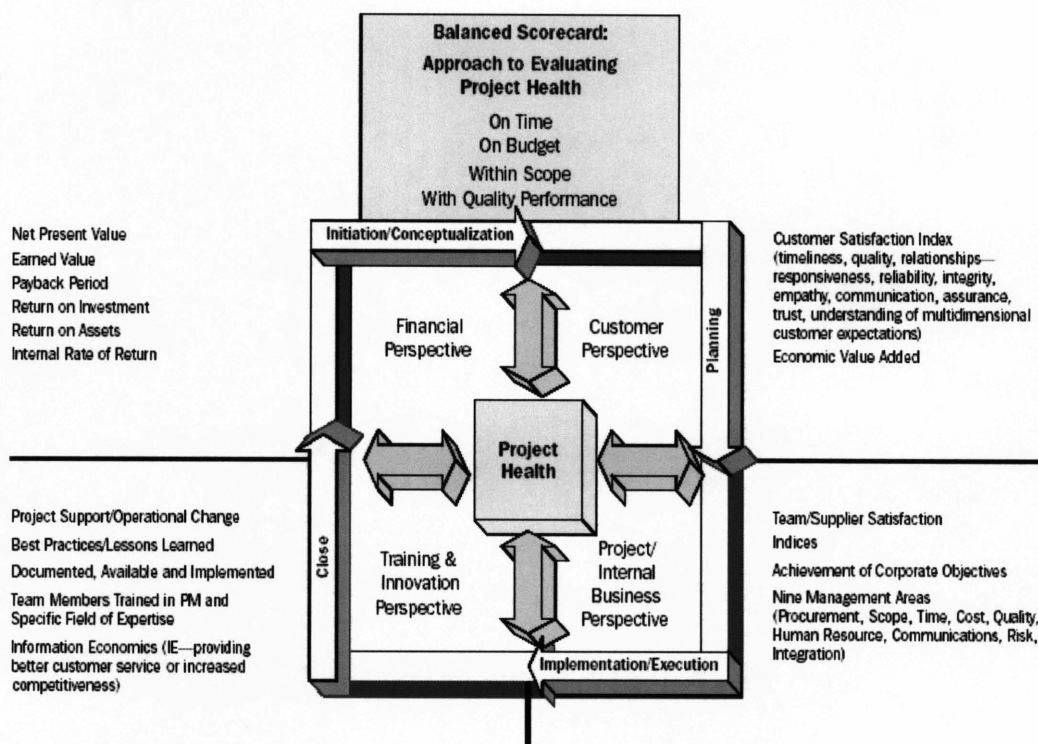 Balanced Scorecard:
Approach to Evaluating
Project Health
On Time
On Budget
Within Scope
With Quality Performance
Initiation/Conceptualization
Net Present Value
Earned Value
Payback Period
Return on Investment
Return on Assets
Internal Rate of Return
Financial
Perspective
Customer
Perspective
Planning
Customer Satisfaction Index
(timeliness, quality, relationships—
responsiveness, reliability, integrity,
empathy, communication, assurance,
trust, understanding of multidimensional
customer expectations)
Economic Value Added
Project
Health
Project Support/Operational Change
Best Practices/Lessons Learned
Documented, Available and Implemented
Team Members Trained in PM and
Specific Field of Expertise
Information Economics (IE—providing
better customer service or increased
competitiveness)
Close
Training &
Innovation
Perspective
Project/
Internal
Business
Perspective
Implementation/Execution
Team/Supplier Satisfaction
Indices
Achievement of Corporate Objectives
Nine Management Areas
(Procurement, Scope, Time, Cost, Quality,
Human Resource, Communications, Risk,
Integration)